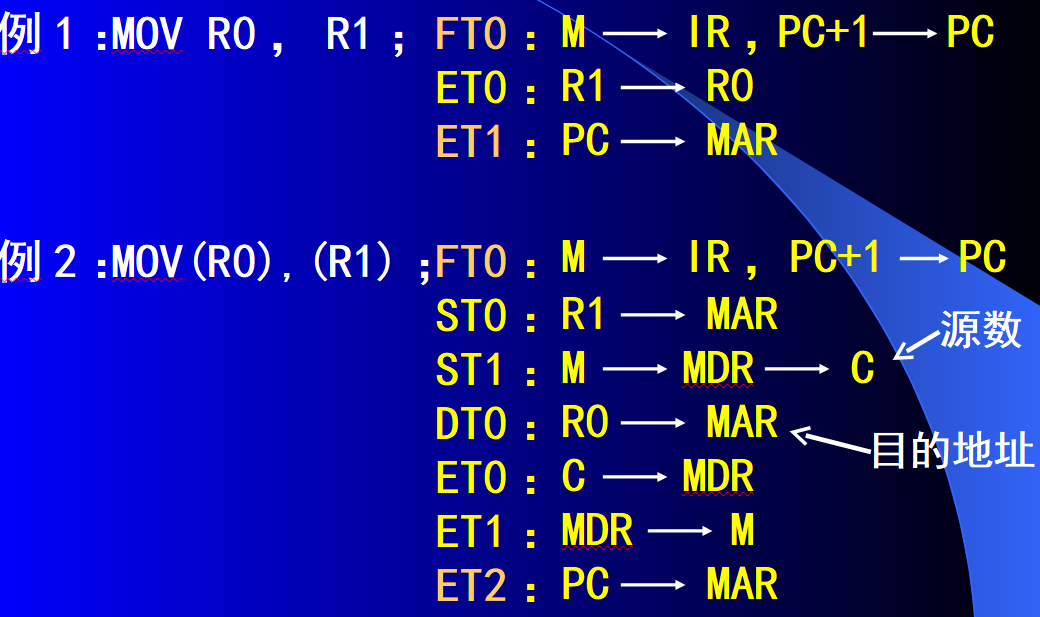 例1:MOV R0, R1;FT0:M → IR,PC+1 → PC
ET0:R1 → R0
ET1:PC → MAR
例2:MOV(R0),(R1);FT0:M → IR,PC+1 → PC
ST0:R1 → MAR
源数
ST1:M → MDR → C
DT0:R0 → MAR
目的地址
ET0:C → MDR
ET1:MDR → M
ET2:PC → MAR